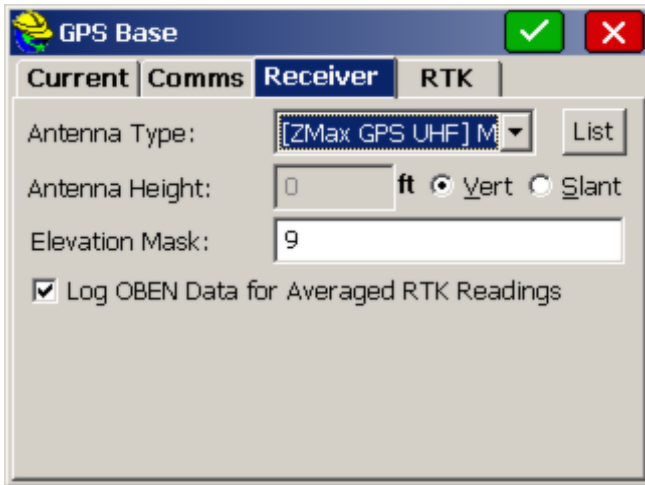 GPS Base
Current Comms Receiver RTK
Antenna Type: [ZMax GPS UHF] M List
Antenna Height: 0 ft Vert Slant
Elevation Mask: 9
Log OBEN Data for Averaged RTK Readings